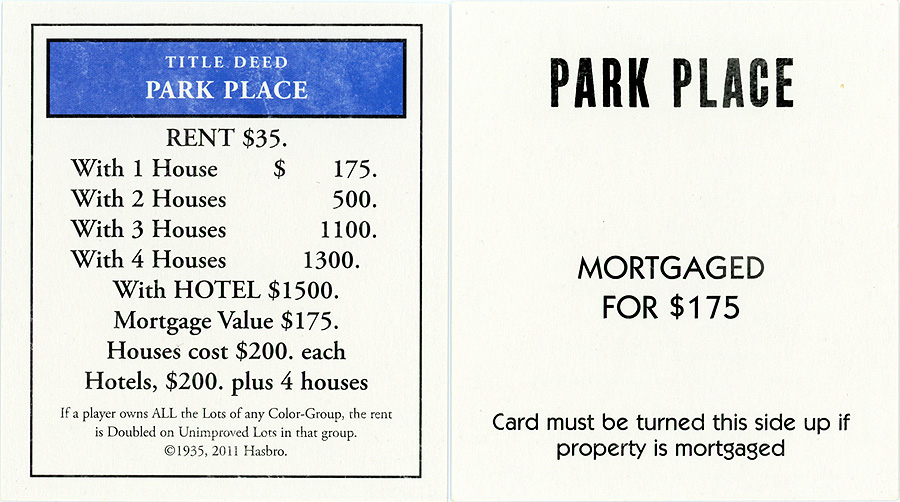 TITLE DEED
PARK PLACE
RENT $35.
With 1 House $ 175.
With 2 Houses 500.
With 3 Houses 1100.
With 4 Houses 1300.
With HOTEL $1500.
Mortgage Value $175.
Houses cost $200. each
Hotels, $200. plus 4 houses
If a player owns ALL the Lots of any Color-Group, the rent
is Doubled on Unimproved Lots in that group.
©1935, 2011 Hasbro.
PARK PLACE
MORTGAGED
FOR $175
Card must be turned this side up if
property is mortgaged